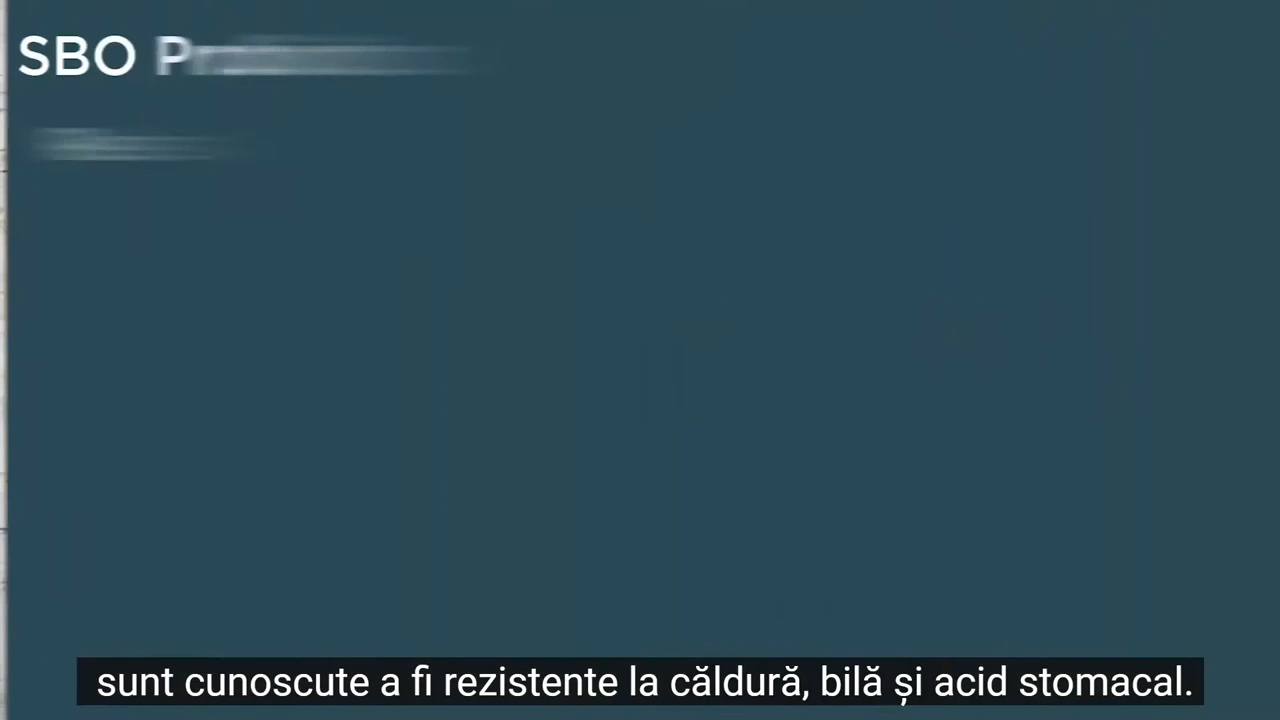 SBO
sunt cunoscute a fi rezistente la căldură, bilă și acid stomacal.